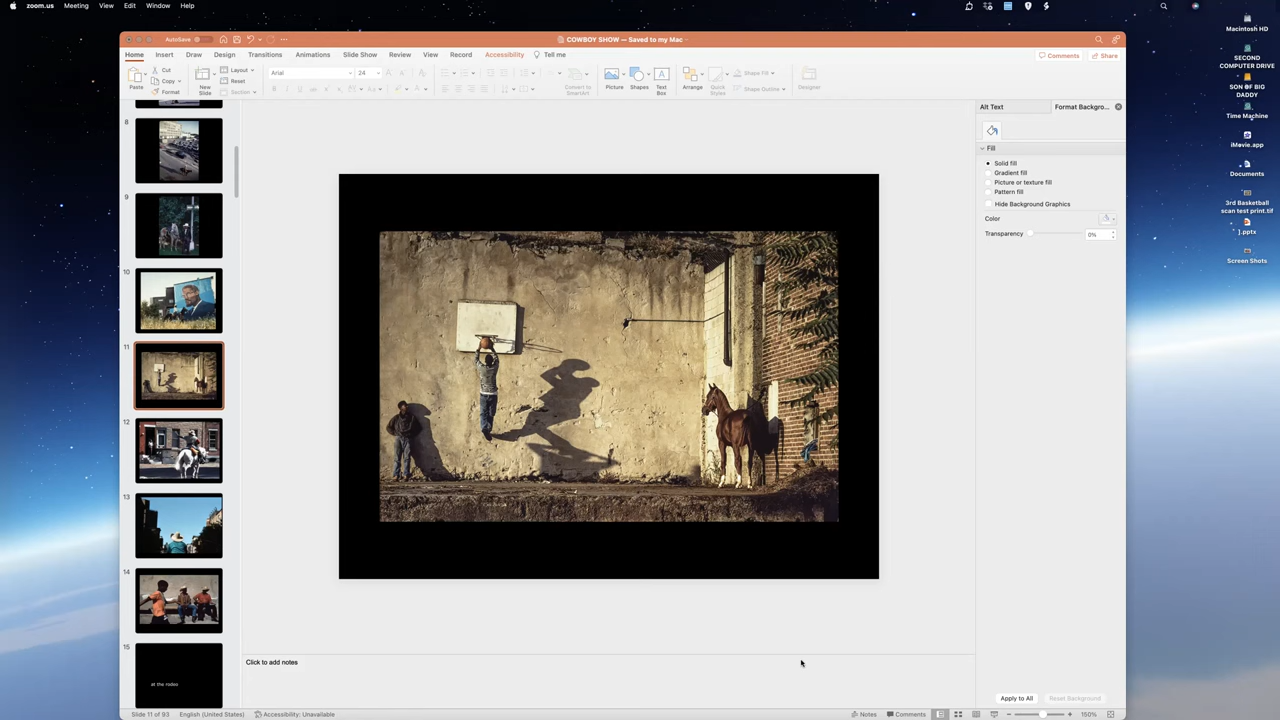 zoom.us Meeting View Edit Window Help
AutoSave
COWBOY SHOW — Saved to my Mac
Home Insert Draw Design Transitions Animations Slide Show Review View Record Accessibility Tell me
Comments Share
Paste
Cut
Copy
Format
New Slide
Layout
Reset
Section
Arial 24
Convert to SmartArt
Picture
Shapes
Text Box
Arrange
Quick Styles
Shape Fill
Shape Outline
Designer
8
9
10
11
12
13
14
15
at the rodeo
Click to add notes
Alt Text Format Backgro...
Fill
Solid fill
Gradient fill
Picture or texture fill
Pattern fill
Hide Background Graphics
Color
Transparency 0%
Apply to All Reset Background
Slide 11 of 93 English (United States) Accessibility: Unavailable
Notes Comments 150%
Macintosh HD
SECOND
COMPUTER DRIVE
SON OF BIG
DADDY
Time Machine
iMovie.app
Documents
3rd Basketball
scan test print.tif
].pptx
Screen Shots